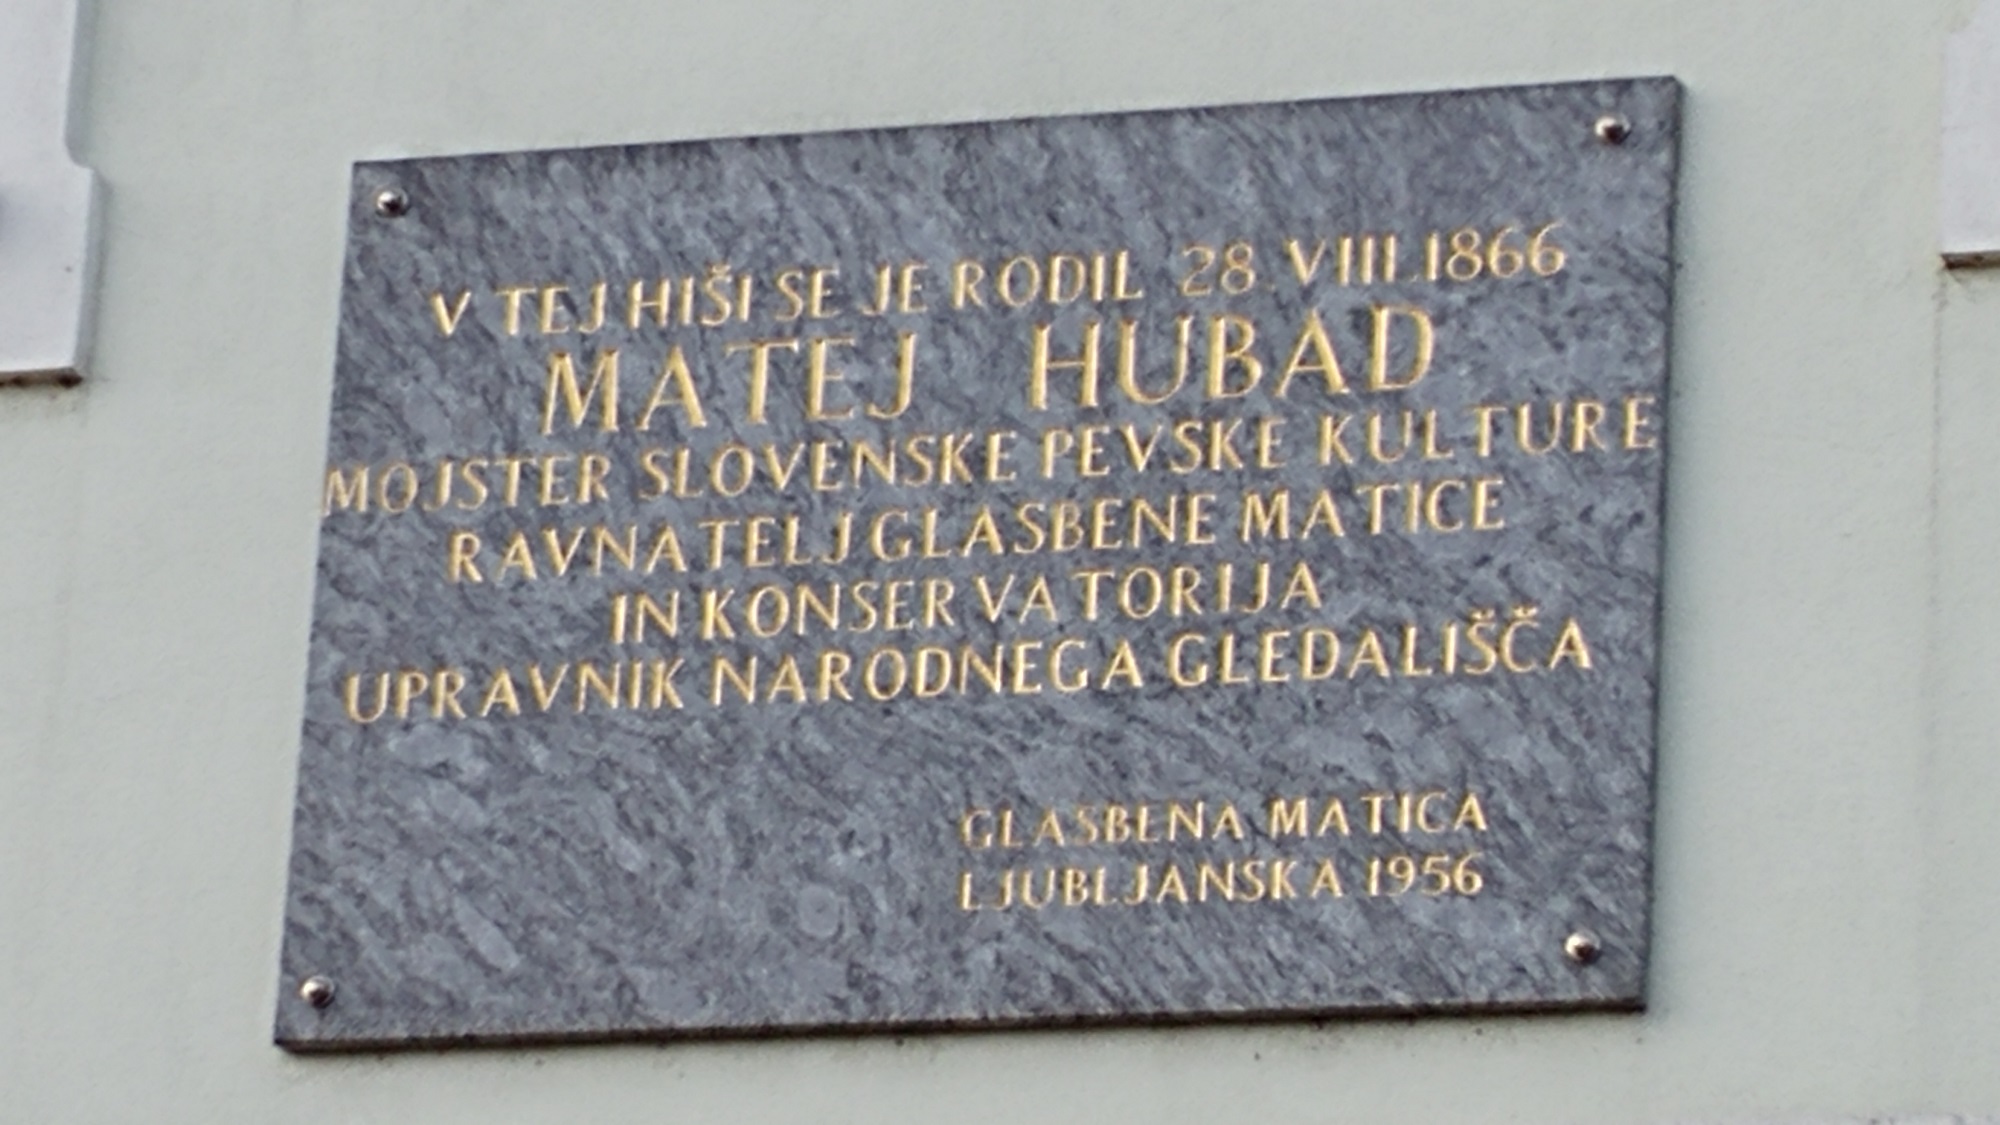 V TEJ HIŠI SE JE RODIL 28. VIII. 1866
MATEJ HUBAD
MOJSTER SLOVENSKE PEVSKE KULTURE
RAVNATELJ GLASBENE MATICE
IN KONSERVATORIJA
UPRAVNIK NARODNEGA GLEDALIŠČA
GLASBENA MATICA
LJUBLJANSKA 1956